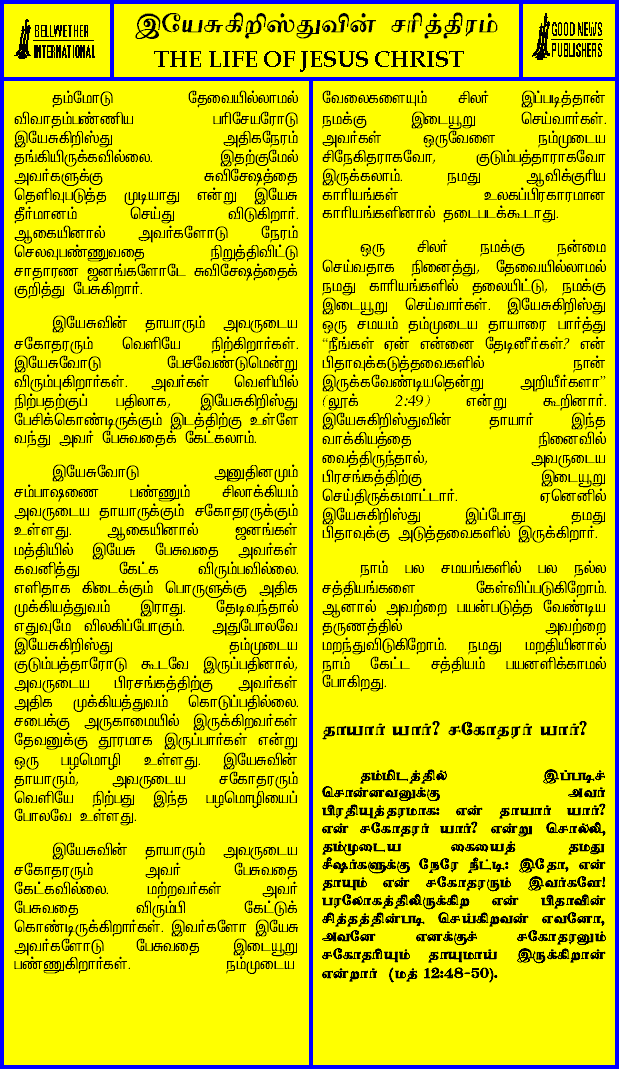 BELLWETHER
INTERNATIONAL
இயேசுகிறிஸ்துவின் சரித்திரம்
THE LIFE OF JESUS CHRIST
GOOD NEWS
PUBLISHERS
தம்மோடு தேவையில்லாமல்
விவாதம்பண்ணிய பரிசேயரோடு
இயேசுகிறிஸ்து அதிகநேரம்
தங்கியிருக்கவில்லை. இதற்குமேல்
அவர்களுக்கு சுவிசேஷத்தை
தெளிவுபடுத்த முடியாது என்று இயேசு
தீர்மானம் செய்து விடுகிறார்.
ஆகையினால் அவர்களோடு நேரம்
செலவுபண்ணுவதை நிறுத்திவிட்டு
சாதாரண ஜனங்களோடே சுவிசேஷத்தைக்
குறித்து பேசுகிறார்.
இயேசுவின் தாயாரும் அவருடைய
சகோதரரும் வெளியே நிற்கிறார்கள்.
இயேசுவோடு பேசவேண்டுமென்று
விரும்புகிறார்கள். அவர்கள் வெளியில்
நிற்பதற்குப் பதிலாக, இயேசுகிறிஸ்து
பேசிக்கொண்டிருக்கும் இடத்திற்கு உள்ளே
வந்து அவர் பேசுவதைக் கேட்கலாம்.
இயேசுவோடு அனுதினமும்
சம்பாஷணை பண்ணும் சிலாக்கியம்
அவருடைய தாயாருக்கும் சகோதரருக்கும்
உள்ளது. ஆகையினால் ஜனங்கள்
மத்தியில் இயேசு பேசுவதை அவர்கள்
கவனித்து கேட்க விரும்பவில்லை.
எளிதாக கிடைக்கும் பொருளுக்கு அதிக
முக்கியத்துவம் இராது. தேடிவந்தால்
எதுவுமே விலகிப்போகும். அதுபோலவே
இயேசுகிறிஸ்து தம்முடைய
குடும்பத்தாரோடு கூடவே இருப்பதினால்,
அவருடைய பிரசங்கத்திற்கு அவர்கள்
அதிக முக்கியத்துவம் கொடுப்பதில்லை.
சபைக்கு அருகாமையில் இருக்கிறவர்கள்
தேவனுக்கு தூரமாக இருப்பார்கள் என்று
ஒரு பழமொழி உள்ளது. இயேசுவின்
தாயாரும், அவருடைய சகோதரரும்
வெளியே நிற்பது இந்த பழமொழியைப்
போலவே உள்ளது.
இயேசுவின் தாயாரும் அவருடைய
சகோதரரும் அவர் பேசுவதை
கேட்கவில்லை. மற்றவர்கள் அவர்
பேசுவதை விரும்பி கேட்டுக்
கொண்டிருக்கிறார்கள். இவர்களோ இயேசு
அவர்களோடு பேசுவதை இடையூறு
பண்ணுகிறார்கள். நம்முடைய
வேலைகளையும் சிலர் இப்படித்தான்
நமக்கு இடையூறு செய்வார்கள்.
அவர்கள் ஒருவேளை நம்முடைய
சிநேகிதராகவோ, குடும்பத்தாராகவோ
இருக்கலாம். நமது ஆவிக்குரிய
காரியங்கள் உலகப்பிரகாரமான
காரியங்களினால் தடைபடக்கூடாது.
ஒரு சிலர் நமக்கு நன்மை
செய்வதாக நினைத்து, தேவையில்லாமல்
நமது காரியங்களில் தலையிட்டு, நமக்கு
இடையூறு செய்வார்கள். இயேசுகிறிஸ்து
ஒரு சமயம் தம்முடைய தாயாரை பார்த்து
“நீங்கள் ஏன் என்னை தேடினீர்கள்? என்
பிதாவுக்கடுத்தவைகளில் நான்
இருக்கவேண்டியதென்று அறியீர்களா”
(லூக் 2:49) என்று கூறினார்.
இயேசுகிறிஸ்துவின் தாயார் இந்த
வாக்கியத்தை நினைவில்
வைத்திருந்தால், அவருடைய
பிரசங்கத்திற்கு இடையூறு
செய்திருக்கமாட்டார். ஏனெனில்
இயேசுகிறிஸ்து இப்போது தமது
பிதாவுக்கு அடுத்தவைகளில் இருக்கிறார்.
நாம் பல சமயங்களில் பல நல்ல
சத்தியங்களை கேள்விப்படுகிறோம்.
ஆனால் அவற்றை பயன்படுத்த வேண்டிய
தருணத்தில் அவற்றை
மறந்துவிடுகிறோம். நமது மறதியினால்
நாம் கேட்ட சத்தியம் பயனளிக்காமல்
போகிறது.
தாயார் யார்? சகோதரர் யார்?
தம்மிடத்தில் இப்படிச்
சொன்னவனுக்கு அவர்
பிரதியுத்தரமாக: என் தாயார் யார்?
என் சகோதரர் யார்? என்று சொல்லி,
தம்முடைய கையைத் தமது
சீஷர்களுக்கு நேரே நீட்டி.: இதோ, என்
தாயும் என் சகோதரரும் இவர்களே!
பரலோகத்திலிருக்கிற என் பிதாவின்
சித்தத்தின்படி செய்கிறவன் எவனோ,
அவனே எனக்குச் சகோதரனும்
சகோதரியும் தாயுமாய் இருக்கிறான்
என்றார் (மத் 12:48-50).